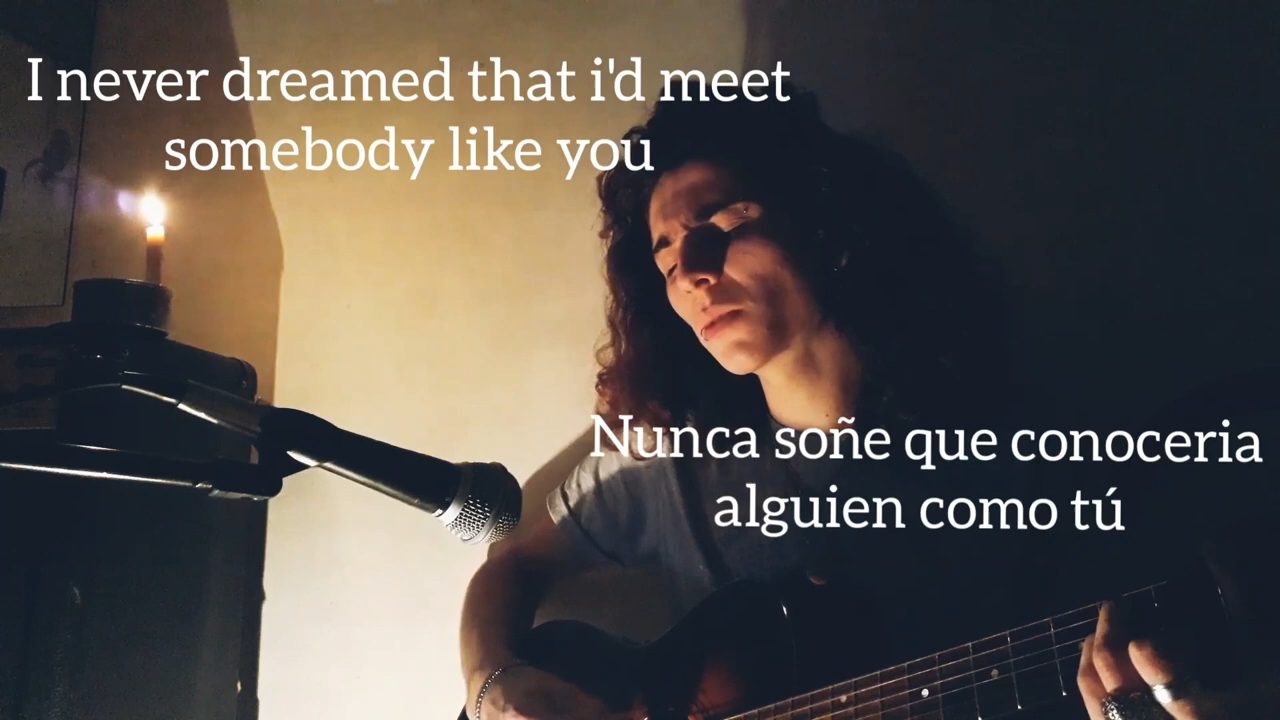 I never dreamed that i'd meet
somebody like you
Nunca soñe que conoceria
alguien como tú